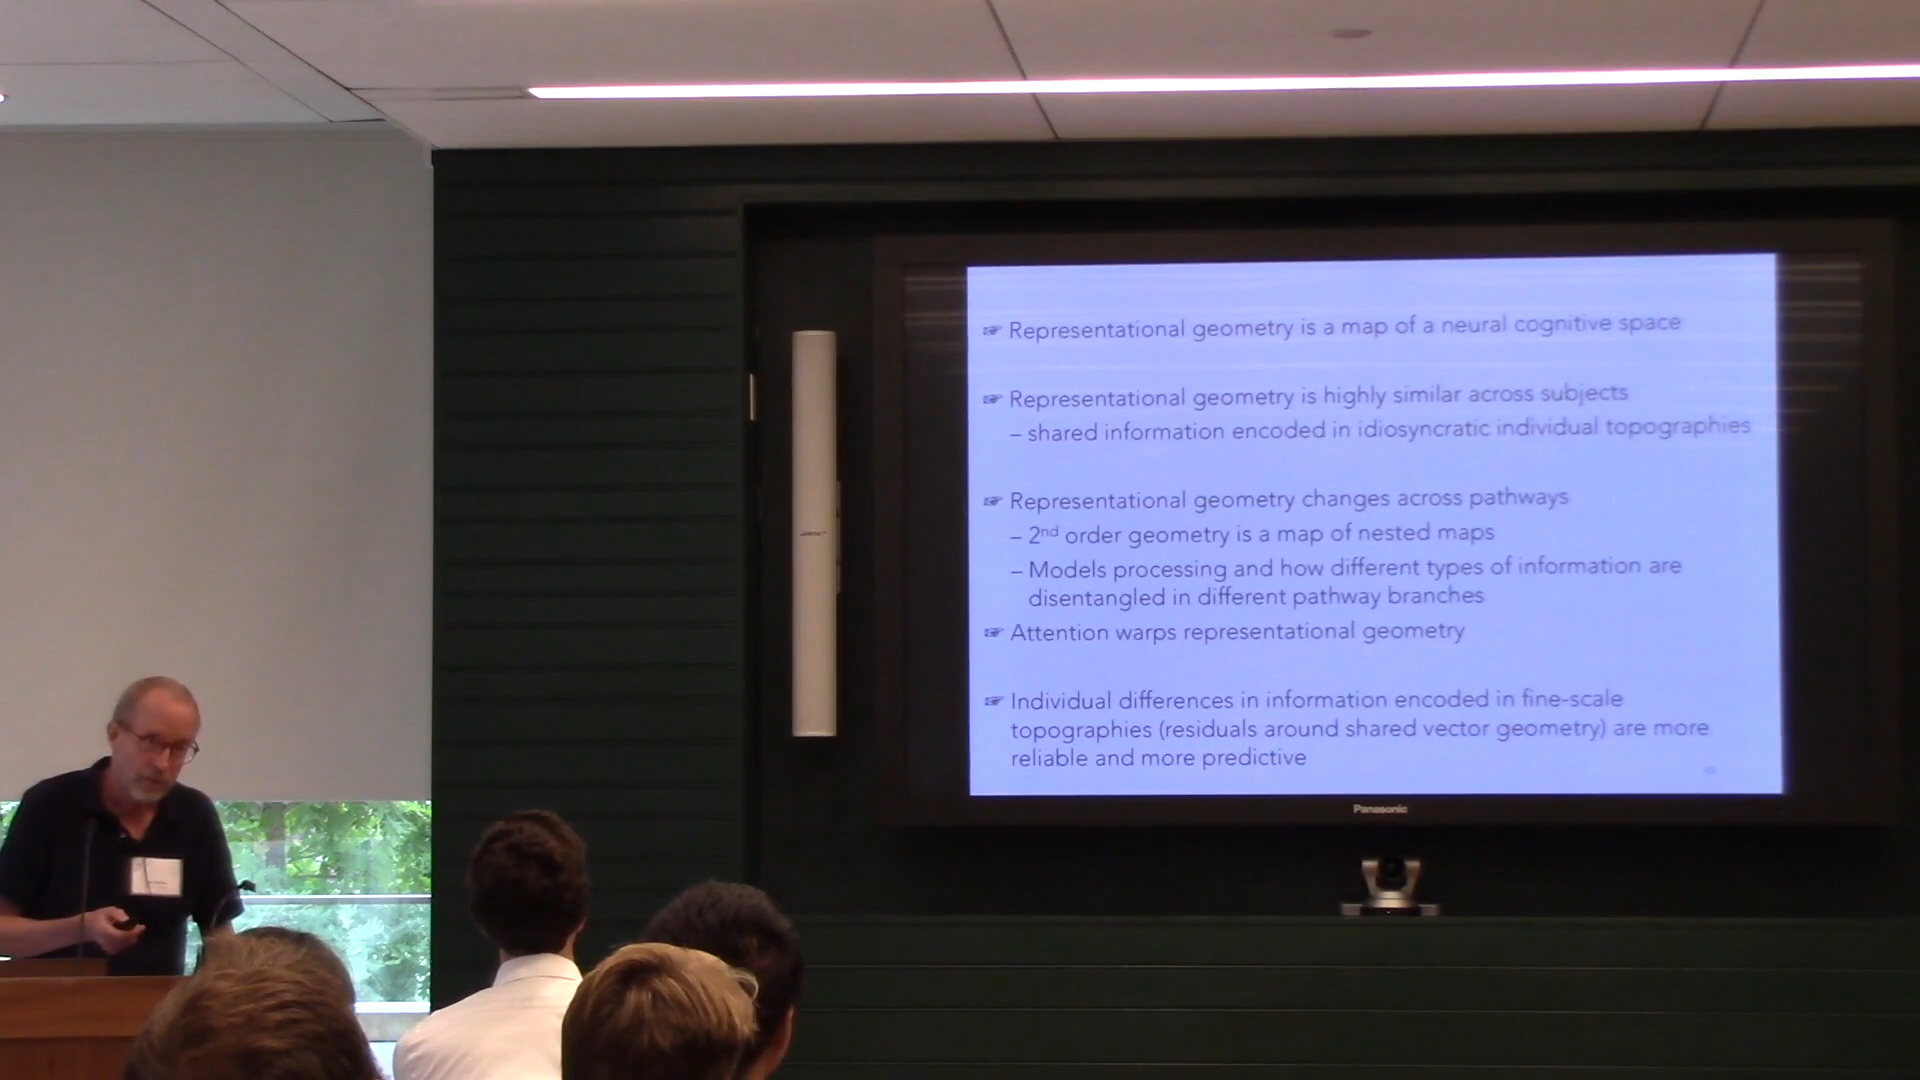 ☞ Representational geometry is a map of a neural cognitive space
☞ Representational geometry is highly similar across subjects
– shared information encoded in idiosyncratic individual topographies
☞ Representational geometry changes across pathways
– 2nd order geometry is a map of nested maps
– Models processing and how different types of information are
disentangled in different pathway branches
☞ Attention warps representational geometry
☞ Individual differences in information encoded in fine-scale
topographies (residuals around shared vector geometry) are more
reliable and more predictive
Panasonic